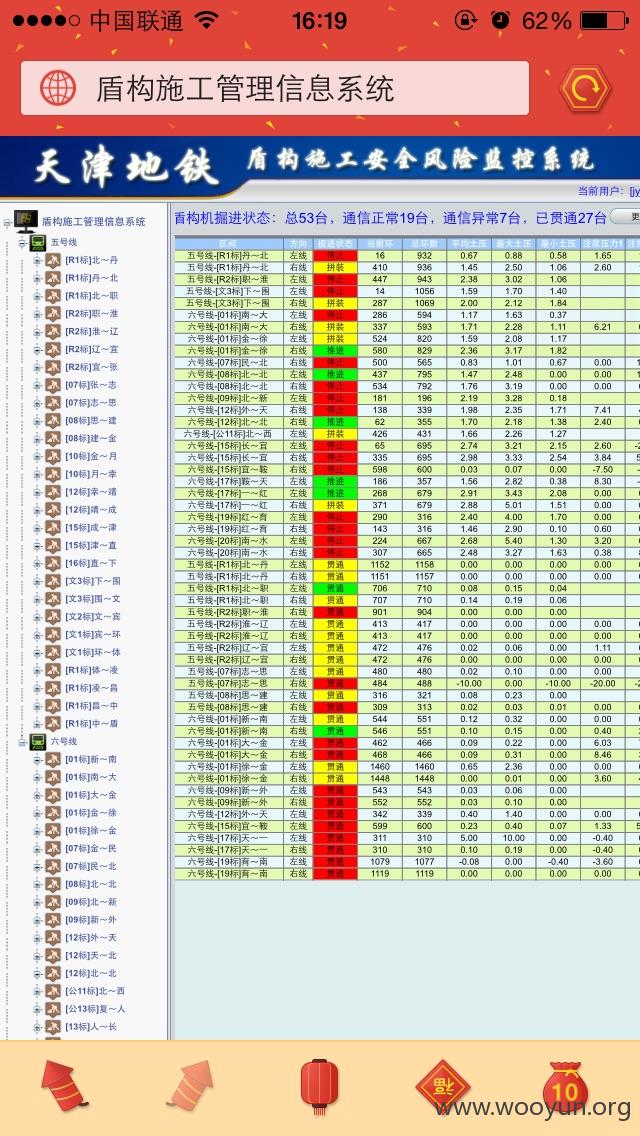 中国联通 16:19 62%
盾构施工管理信息系统
天津地铁 盾构施工安全风险监控系统
当前用户：
盾构机掘进状态：总53台，通信正常19台，通信异常7台，已贯通27台
盾构施工管理信息系统
五号线
[R1标]北～丹
[R1标]丹～北
[R1标]北～职
[R2标]职～淮
[R2标]淮～辽
[R2标]辽～宜
[R2标]宜～张
[07标]张～志
[07标]志～思
[08标]思～建
[08标]建～金
[10标]金～月
[10标]月～幸
[12标]幸～靖
[12标]靖～成
[15标]成～津
[15标]津～直
[16标]直～下
[文3标]下～围
[文3标]围～文
[文2标]文～宾
[文1标]宾～环
[文1标]环～体
[R1标]体～凌
[R1标]凌～昌
[R1标]昌～中
[R1标]中～盾
六号线
[01标]新～南
[01标]南～大
[01标]大～金
[01标]金～徐
[01标]徐～金
[07标]金～民
[07标]民～北
[08标]北～北
[09标]北～新
[09标]新～外
[12标]外～天
[12标]天～北
[12标]北～北
[公11标]北～西
[公13标]复～人
[13标]人～长
区间 方向 掘进状态 当前环 总环数 平均土压 最大土压 最小土压 注浆压力1
五号线-[R1标]丹～北 左线 停止 16 932 0.67 0.88 0.58 1.65
五号线-[R1标]丹～北 右线 拼装 410 936 1.45 2.50 1.06 2.60
五号线-[R2标]职～淮 左线 停止 447 943 2.38 3.02 1.06
五号线-[文3标]下～围 左线 停止 14 1056 1.59 1.70 1.40
五号线-[文3标]下～围 右线 拼装 287 1069 2.00 2.12 1.84
六号线-[01标]南～大 左线 停止 286 594 1.17 1.63 0.37
六号线-[01标]南～大 右线 拼装 337 593 1.71 2.28 1.11 6.21
六号线-[01标]金～徐 左线 拼装 524 820 1.59 2.08 1.17
六号线-[01标]金～徐 右线 推进 580 829 2.36 3.17 1.82
六号线-[07标]民～北 右线 停止 500 565 0.83 1.01 0.67 0.00
六号线-[08标]北～北 左线 推进 437 795 1.47 2.48 0.00 0.00
六号线-[08标]北～北 右线 停止 534 792 1.76 3.19 0.00 0.00
六号线-[09标]北～新 右线 停止 181 196 2.19 3.28 0.18
六号线-[12标]外～天 右线 停止 138 339 1.98 2.35 1.71 7.41
六号线-[12标]北～北 右线 推进 62 355 1.70 2.18 1.38 2.40
六号线-[公11标]北～西 左线 拼装 426 431 1.66 2.26 1.27
六号线-[15标]长～宜 左线 停止 65 695 2.74 3.21 2.15 2.60
六号线-[15标]长～宜 右线 停止 335 695 2.98 3.33 2.54 3.84
六号线-[15标]宜～鞍 右线 停止 598 600 0.03 0.07 0.00 -7.50
六号线-[17标]鞍～天 左线 推进 186 357 1.56 2.82 0.38 8.30
六号线-[17标]一～红 左线 推进 268 679 2.91 3.43 2.08 0.00
六号线-[17标]一～红 右线 拼装 371 679 2.88 5.01 1.51 0.00
六号线-[19标]红～育 左线 停止 290 316 2.40 4.00 1.70 0.00
六号线-[19标]红～育 右线 停止 143 316 1.46 2.90 0.10 0.60
六号线-[20标]南～水 左线 停止 224 667 2.68 5.40 1.30 3.20
六号线-[20标]南～水 右线 停止 307 665 2.48 3.27 1.63 0.38
五号线-[R1标]北～丹 左线 贯通 1152 1158 0.00 0.00 0.00 0.00
五号线-[R1标]北～丹 右线 贯通 1151 1157 0.00 0.00 0.00 0.00
五号线-[R1标]北～职 左线 贯通 706 710 0.08 0.15 0.04
五号线-[R1标]北～职 右线 贯通 707 710 0.14 0.19 0.06
五号线-[R2标]职～淮 右线 贯通 901 904 0.00 0.00 0.00
五号线-[R2标]淮～辽 左线 贯通 413 417 0.00 0.00 0.00 0.00
五号线-[R2标]淮～辽 右线 贯通 413 417 0.00 0.00 0.00 0.00
五号线-[R2标]辽～宜 左线 贯通 472 476 0.02 0.06 0.00 1.11
五号线-[R2标]辽～宜 右线 贯通 472 476 0.00 0.00 0.00 0.00
五号线-[07标]志～思 左线 贯通 480 480 0.02 0.10 0.00 0.00
五号线-[07标]志～思 右线 贯通 484 488 -10.00 0.00 -10.00 -20.00
五号线-[08标]思～建 左线 贯通 316 321 0.08 0.23 0.00
五号线-[08标]思～建 右线 贯通 309 313 0.02 0.03 0.01 0.00
六号线-[01标]新～南 左线 贯通 544 551 0.12 0.32 0.00 0.00
六号线-[01标]新～南 右线 贯通 546 551 0.10 0.15 0.00 0.40
六号线-[01标]大～金 左线 贯通 462 466 0.09 0.22 0.00 6.03
六号线-[01标]大～金 右线 贯通 468 466 0.09 0.31 0.00 8.46
六号线-[01标]徐～金 左线 贯通 1460 1460 0.65 2.36 0.00 0.00
六号线-[01标]徐～金 右线 贯通 1448 1448 0.00 0.01 0.00 3.60
六号线-[09标]新～外 左线 贯通 543 543 0.03 0.06 0.00
六号线-[09标]新～外 右线 贯通 552 552 0.03 0.10 0.00
六号线-[12标]外～天 左线 贯通 342 339 0.40 1.40 0.00 0.00
六号线-[15标]宜～鞍 左线 贯通 599 600 0.23 0.40 0.07 1.33
六号线-[17标]天～一 左线 贯通 311 310 5.00 10.00 0.00 -0.40
六号线-[17标]天～一 右线 贯通 310 310 0.10 0.19 0.00 -0.40
六号线-[19标]育～南 左线 贯通 1079 1077 -0.08 0.00 -0.40 -3.60
六号线-[19标]育～南 右线 贯通 1119 1119 0.00 0.00 0.00 0.00
福
10
www.wooyun.org